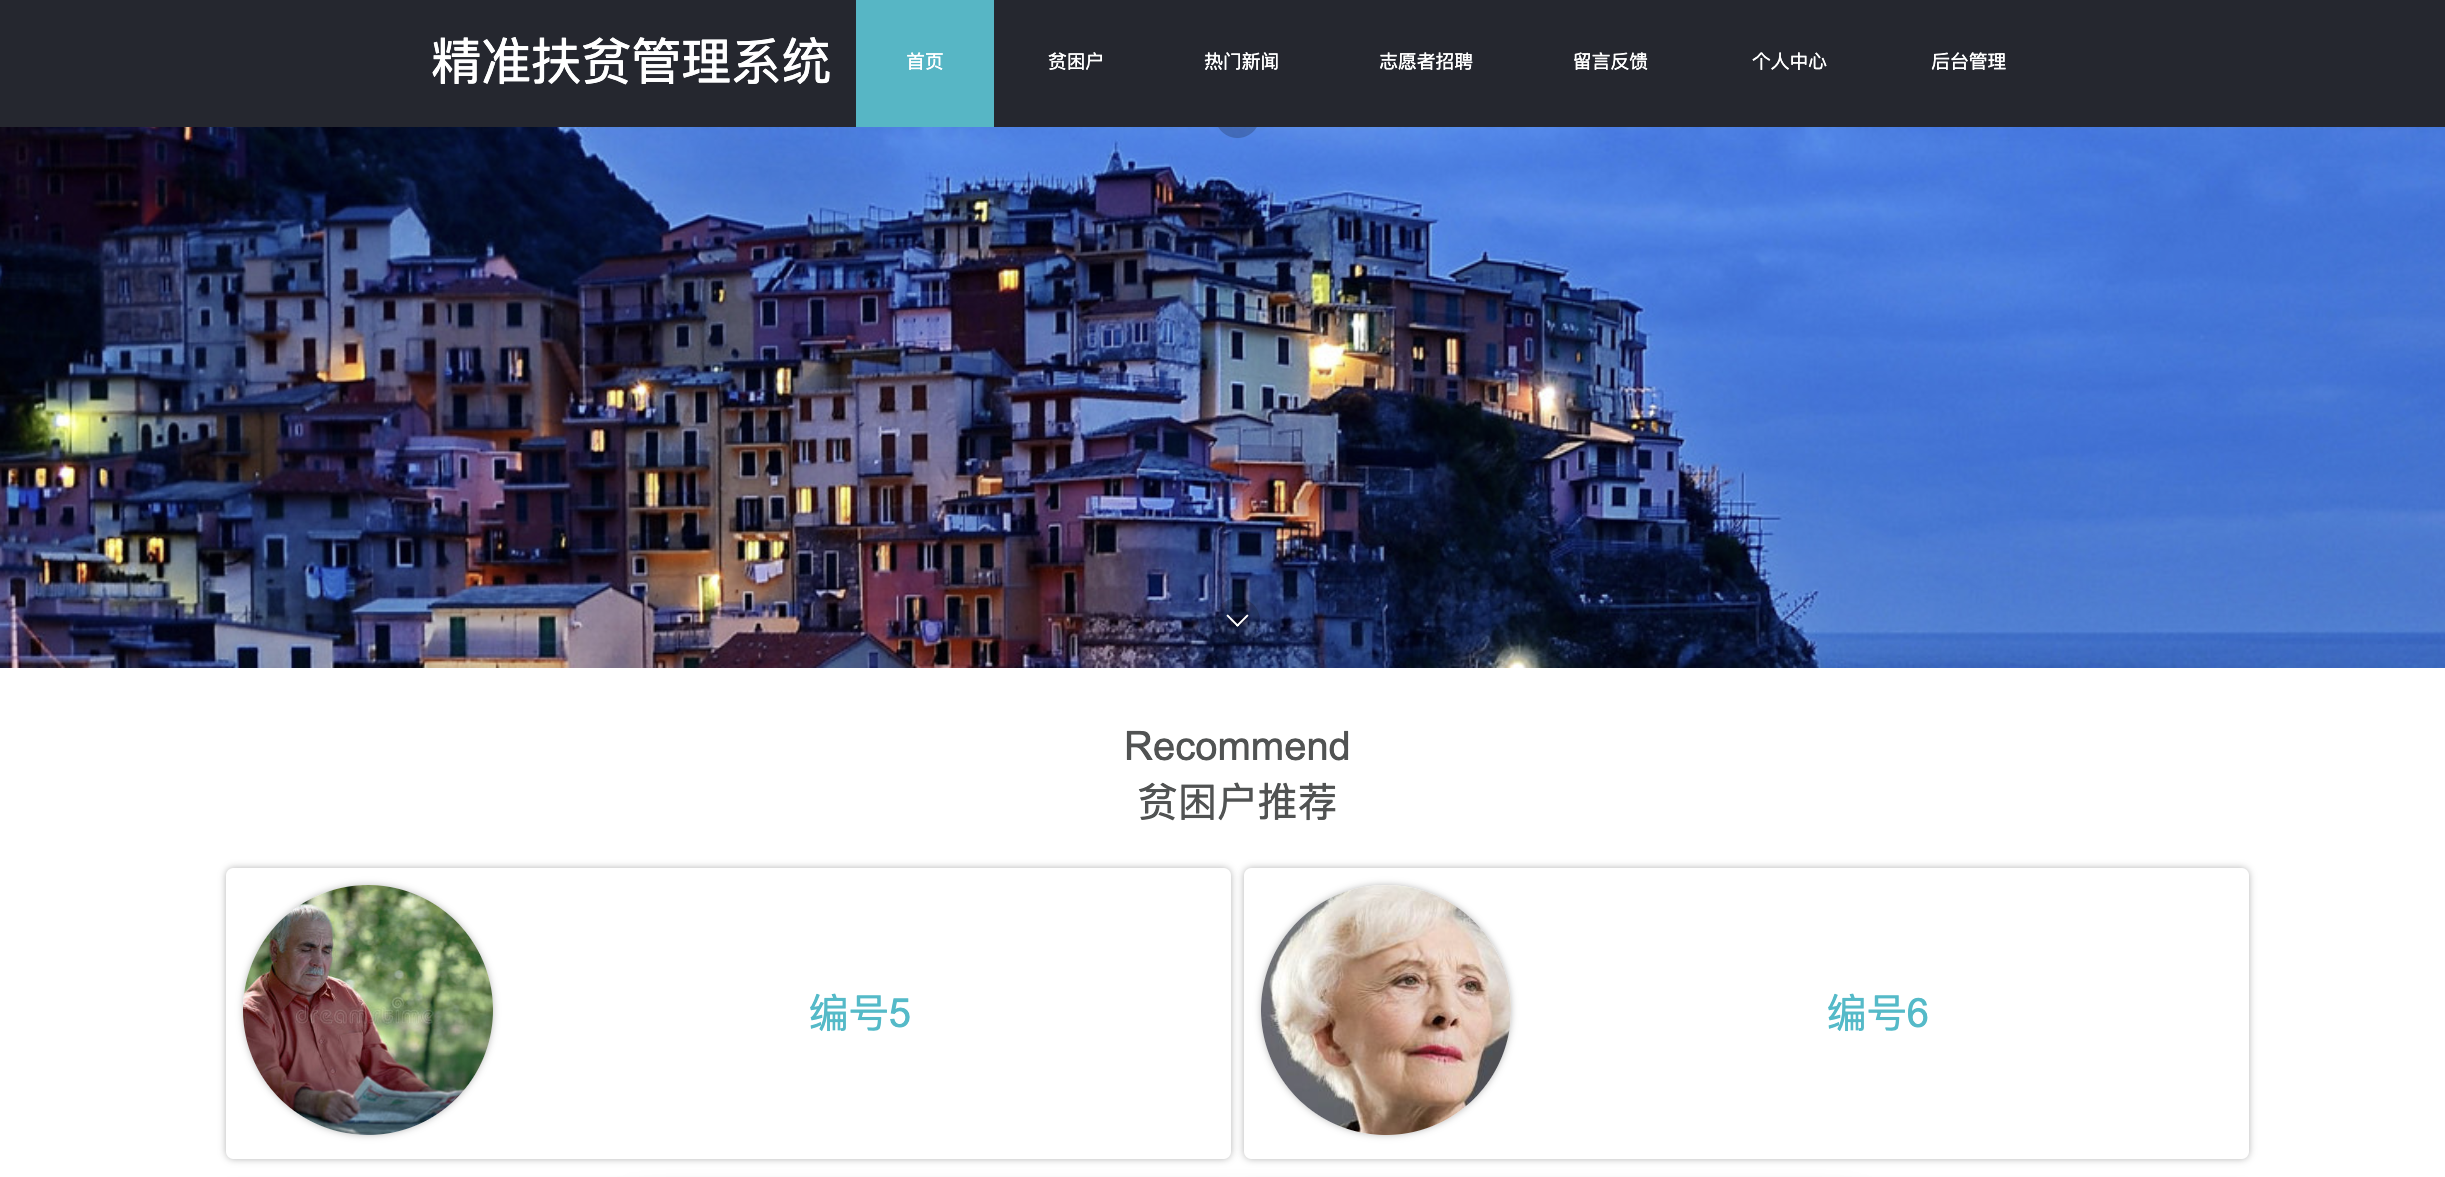 精准扶贫管理系统
首页
贫困户
热门新闻
志愿者招聘
留言反馈
个人中心
后台管理
Recommend
贫困户推荐
dreamstime
编号5
编号6